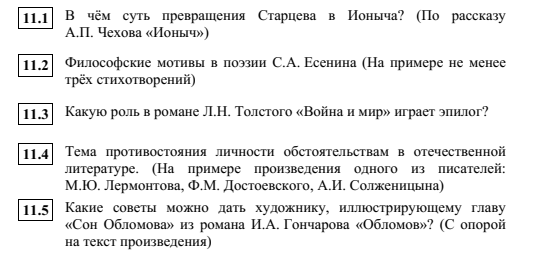 11.1 В чём суть превращения Старцева в Ионыча? (По рассказу
А.П. Чехова «Ионыч»)
11.2 Философские мотивы в поэзии С.А. Есенина (На примере не менее
трёх стихотворений)
11.3 Какую роль в романе Л.Н. Толстого «Война и мир» играет эпилог?
11.4 Тема противостояния личности обстоятельствам в отечественной
литературе. (На примере произведения одного из писателей:
М.Ю. Лермонтова, Ф.М. Достоевского, А.И. Солженицына)
11.5 Какие советы можно дать художнику, иллюстрирующему главу
«Сон Обломова» из романа И.А. Гончарова «Обломов»? (С опорой
на текст произведения)